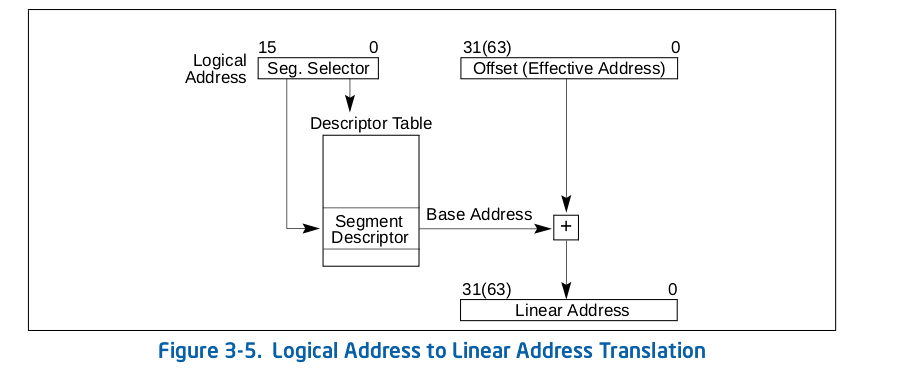 15 0
31(63) 0
Logical
Address
Seg. Selector
Offset (Effective Address)
Descriptor Table
Segment
Descriptor
Base Address
+
31(63) 0
Linear Address
Figure 3-5. Logical Address to Linear Address Translation